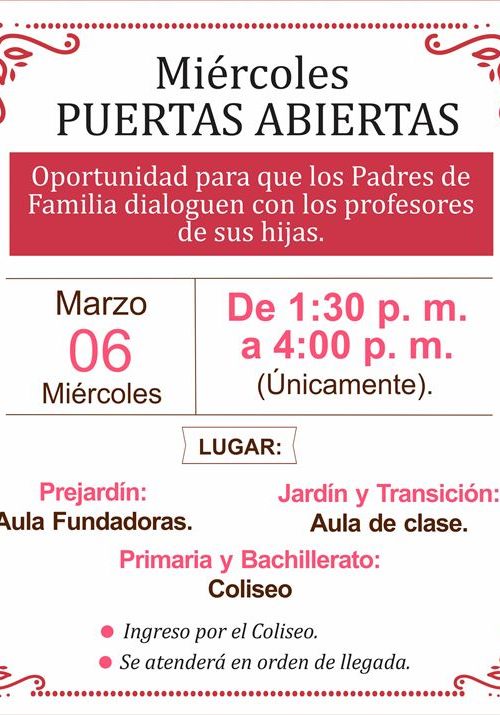 Miércoles
PUERTAS ABIERTAS
Oportunidad para que los Padres de
Familia dialoguen con los profesores
de sus hijas.
Marzo
06
Miércoles
De 1:30 p. m.
a 4:00 p. m.
(Únicamente).
LUGAR:
Prejardín:
Aula Fundadoras.
Jardín y Transición:
Aula de clase.
Primaria y Bachillerato:
Coliseo
Ingreso por el Coliseo.
Se atenderá en orden de llegada.